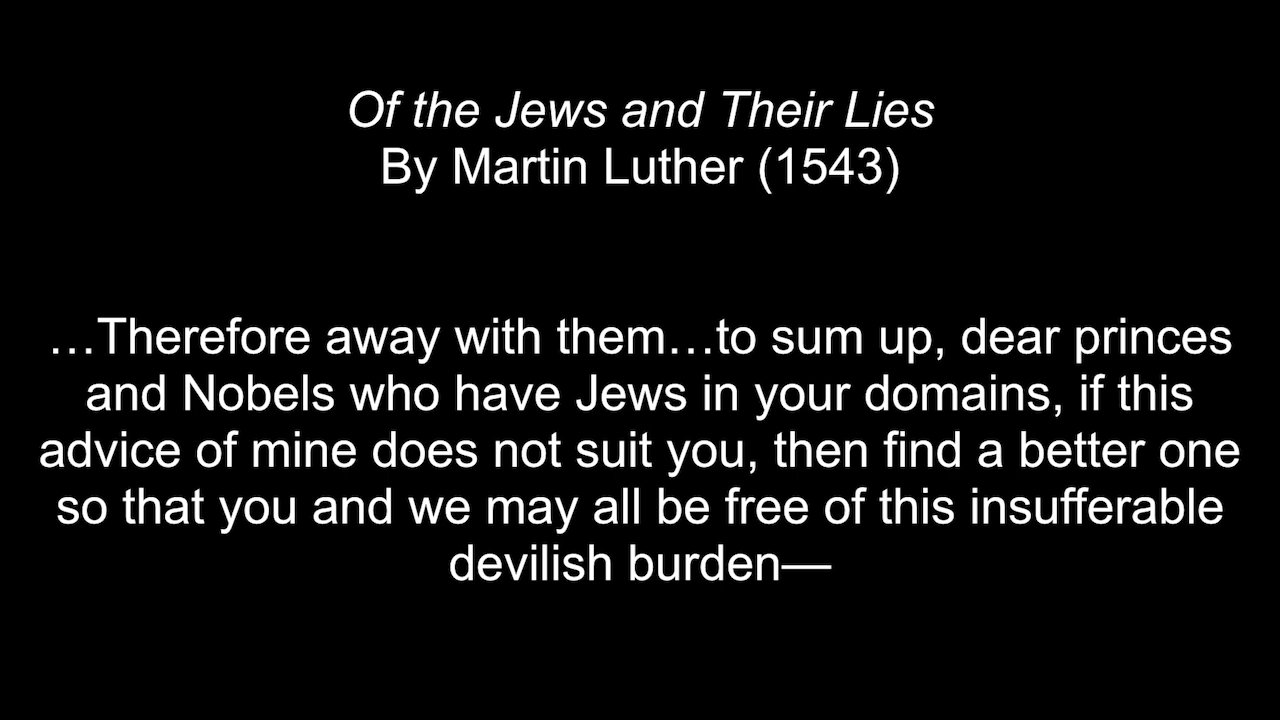 Of the Jews and Their Lies
By Martin Luther (1543)
…Therefore away with them…to sum up, dear princes
and Nobels who have Jews in your domains, if this
advice of mine does not suit you, then find a better one
so that you and we may all be free of this insufferable
devilish burden—